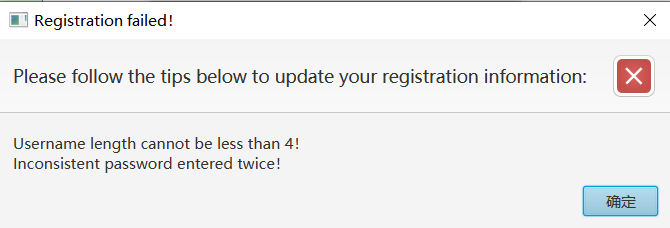 Registration failed!
Please follow the tips below to update your registration information:
Username length cannot be less than 4!
Inconsistent password entered twice!
确定